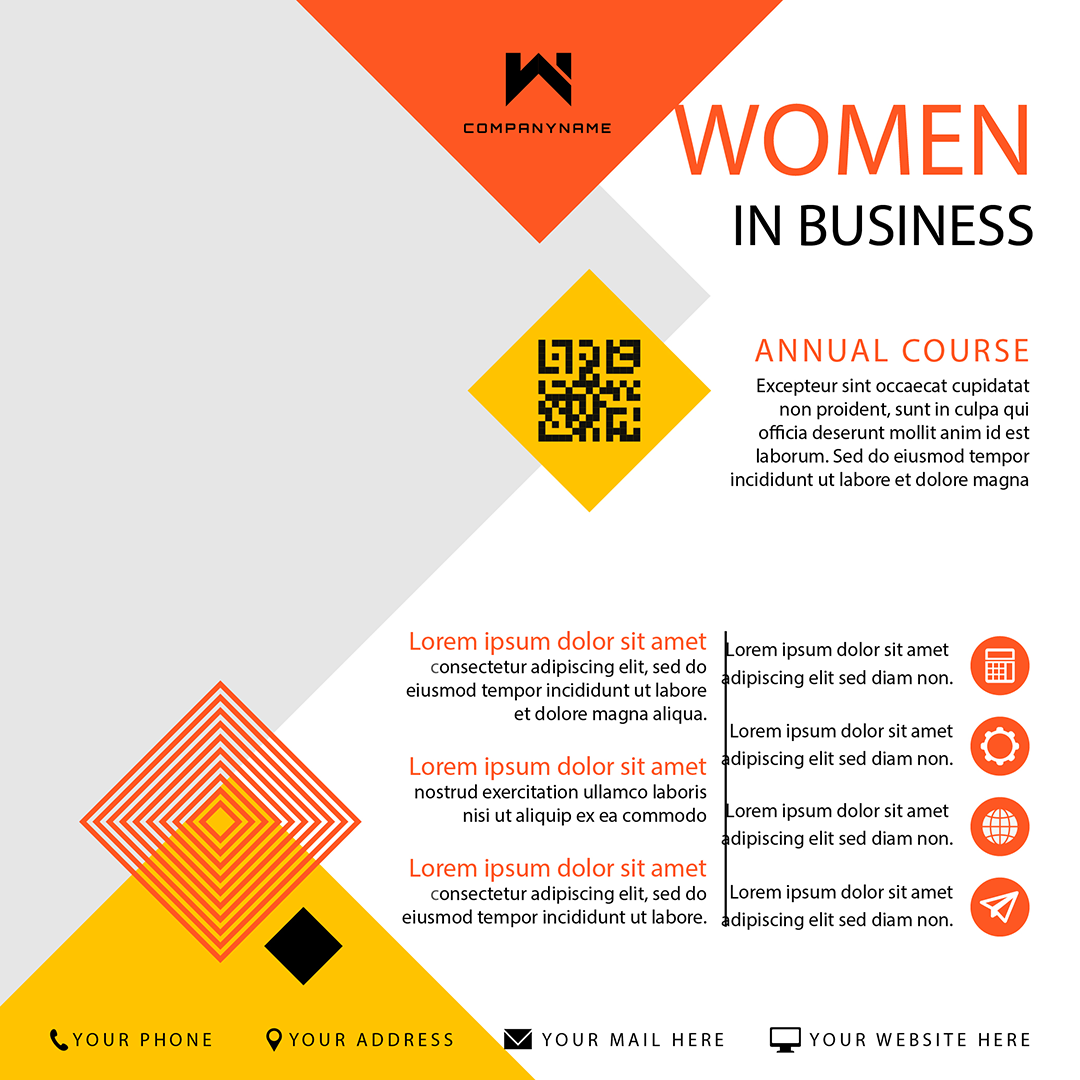 COMPANYNAME
WOMEN
IN BUSINESS
ANNUAL COURSE
Excepteur sint occaecat cupidatat
non proident, sunt in culpa qui
officia deserunt mollit anim id est
laborum. Sed do eiusmod tempor
incididunt ut labore et dolore magna
Lorem ipsum dolor sit amet
consectetur adipiscing elit, sed do
eiusmod tempor incididunt ut labore
et dolore magna aliqua.
Lorem ipsum dolor sit amet
nostrud exercitation ullamco laboris
nisi ut aliquip ex ea commodo
Lorem ipsum dolor sit amet
consectetur adipiscing elit, sed do
eiusmod tempor incididunt ut labore.
Lorem ipsum dolor sit amet
adipiscing elit sed diam non.
Lorem ipsum dolor sit amet
adipiscing elit sed diam non.
Lorem ipsum dolor sit amet
adipiscing elit sed diam non.
Lorem ipsum dolor sit amet
adipiscing elit sed diam non.
YOUR PHONE
YOUR ADDRESS
YOUR MAIL HERE
YOUR WEBSITE HERE